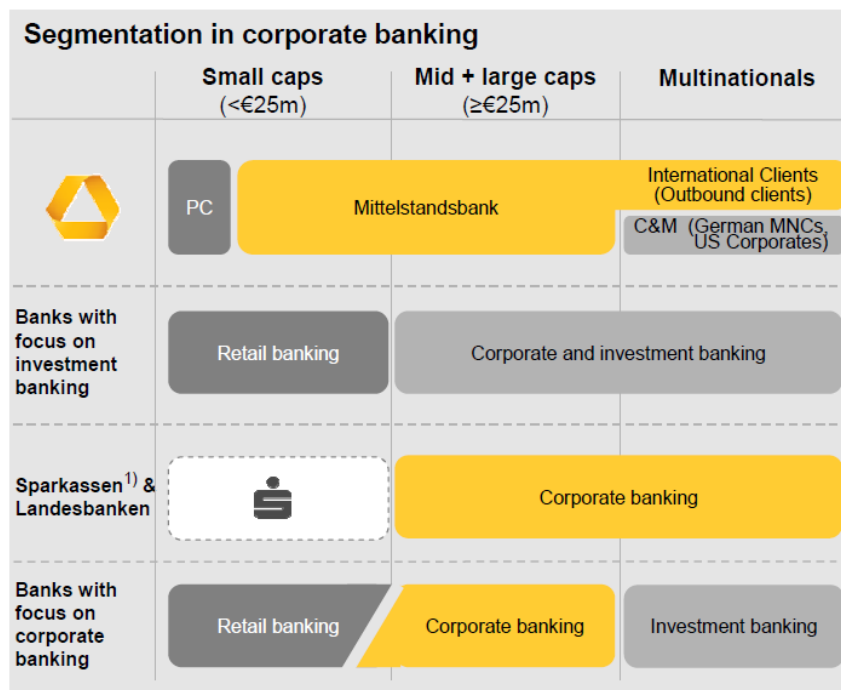 Segmentation in corporate banking
Small caps
(<€25m)
Mid + large caps
(≥€25m)
Multinationals
PC
Mittelstandsbank
International Clients
(Outbound clients)
C&M (German MNCs,
US Corporates)
Banks with
focus on
investment
banking
Retail banking
Corporate and investment banking
Sparkassen1) &
Landesbanken
Corporate banking
Banks with
focus on
corporate
banking
Retail banking
Corporate banking
Investment banking